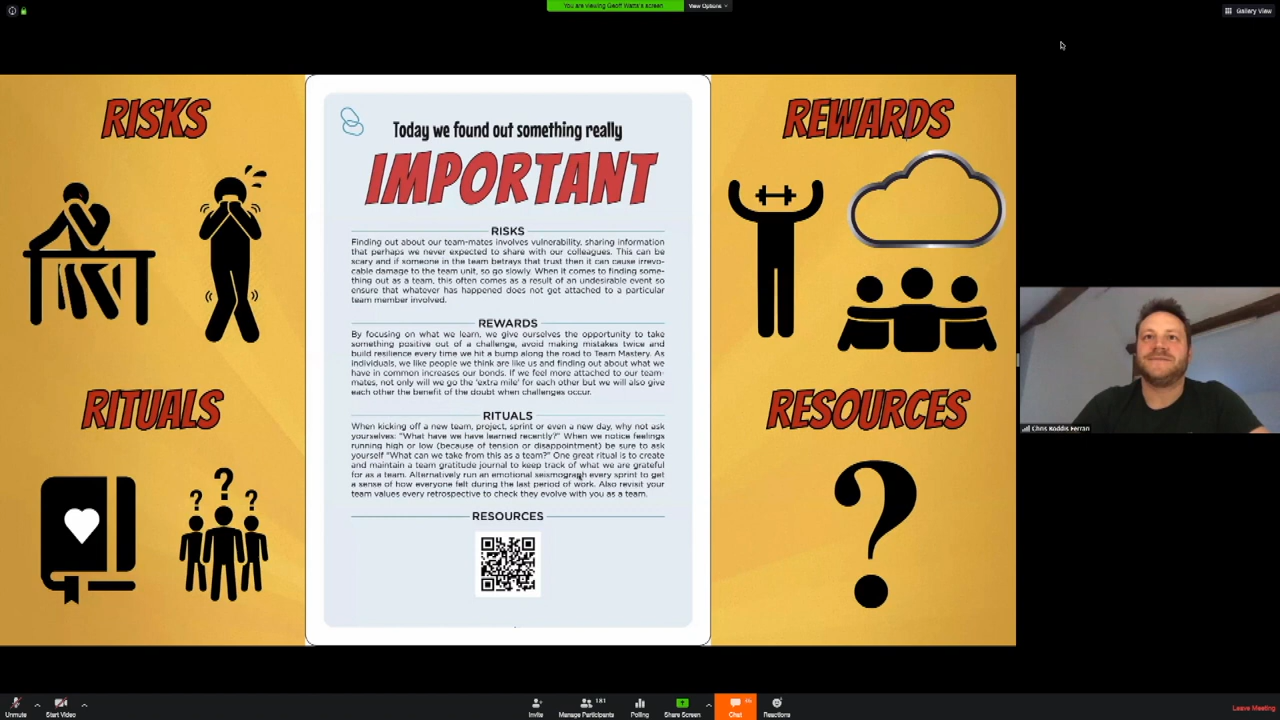 You are viewing Geoff Watts's screen
View Options
Gallery View
RISKS
REWARDS
RITUALS
RESOURCES
Today we found out something really
IMPORTANT
RISKS
Finding out about our team-mates involves vulnerability, sharing information
that perhaps we never expected to share with our colleagues. This can be
scary and if someone in the team betrays that trust then it can cause irrevo-
cable damage to the team unit, so go slowly. When it comes to finding some-
thing out as a team, this often comes as a result of an undesirable event so
ensure that whatever has happened does not get attached to a particular
team member involved.
REWARDS
By focusing on what we learn, we give ourselves the opportunity to take
something positive out of a challenge, avoid making mistakes twice and
build resilience every time we hit a bump along the road to Team Mastery. As
individuals, we like people we think are like us and finding out about what we
have in common increases our bonds. If we feel more attached to our team-
mates, not only will we go the 'extra mile' for each other but we will also give
each other the benefit of the doubt when challenges occur.
RITUALS
When kicking off a new team, project, sprint or even a new day, why not ask
yourselves: "What have we have learned recently?" When we notice feelings
running high or low (because of tension or disappointment) be sure to ask
yourself "What can we take from this as a team?" One great ritual is to create
and maintain a team gratitude journal to keep track of what we are grateful
for as a team. Alternatively run an emotional seismograph every sprint to get
a sense of how everyone felt during the last period of work. Also revisit your
team values every retrospective to check they evolve with you as a team.
RESOURCES
Chris Koddis Ferran
Unmute
Start Video
Invite
Manage Participants
181
Polling
Share Screen
Chat
Reactions
Leave Meeting